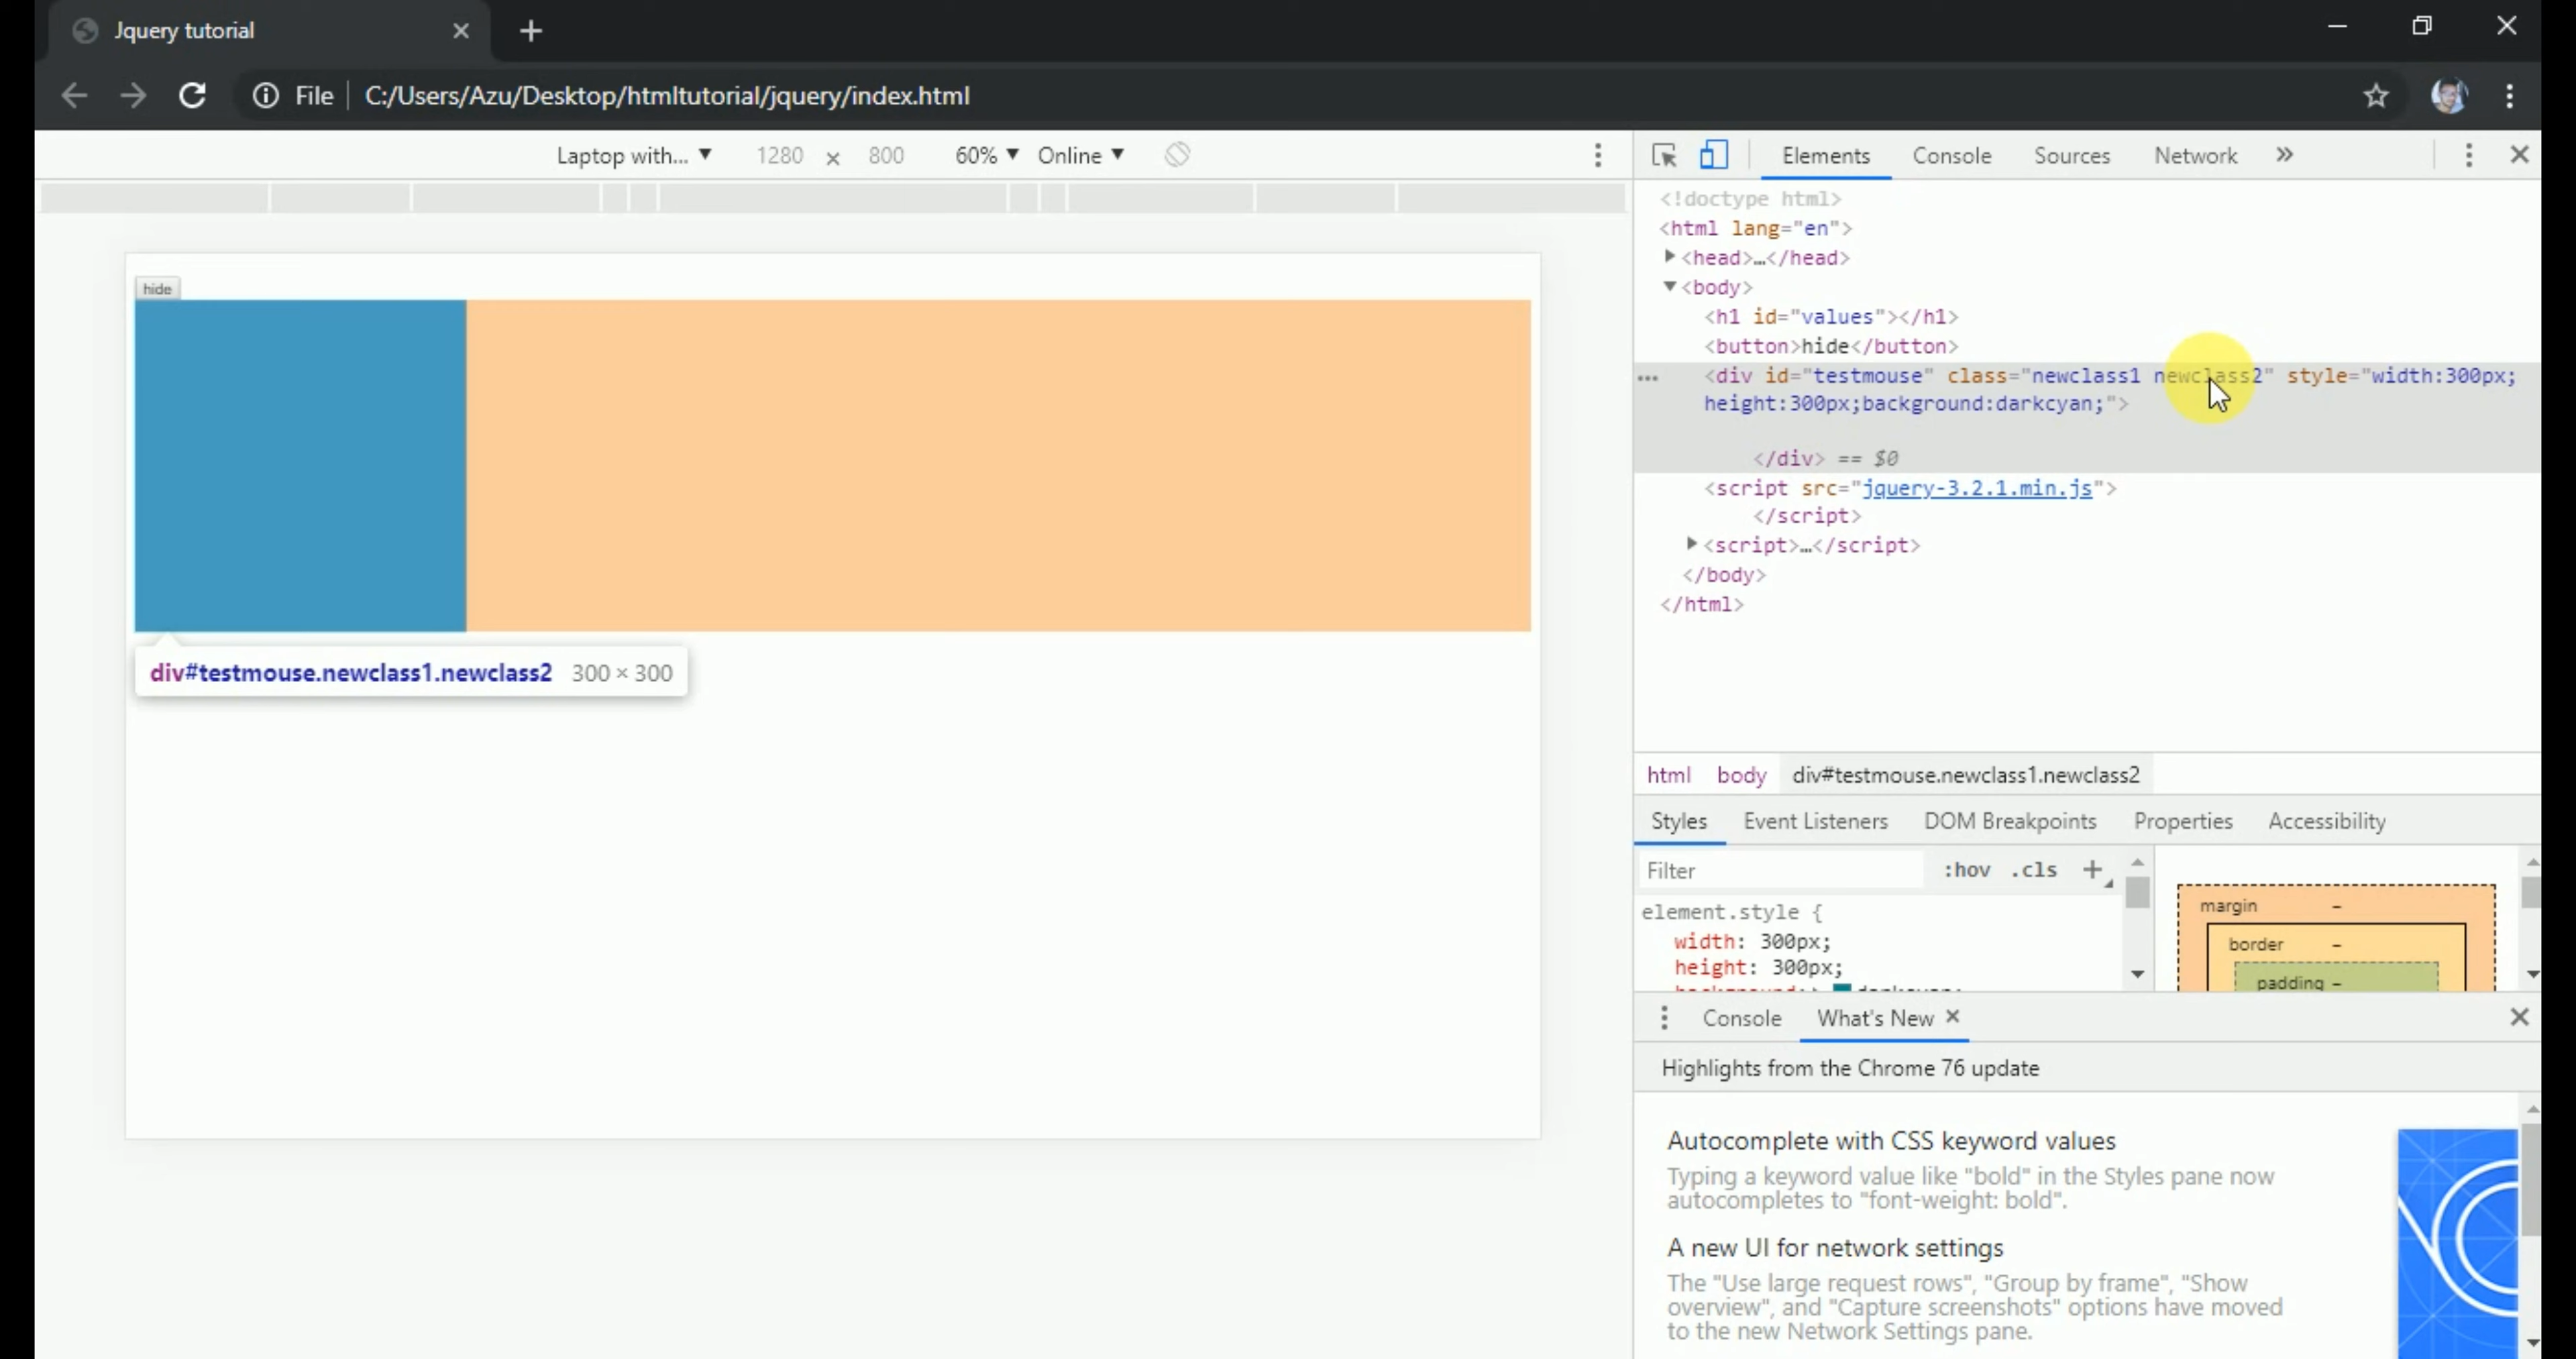 Jquery tutorial
File C:/Users/Azu/Desktop/htmltutorial/jquery/index.html
Laptop with... 1280 x 800 60% Online
Elements Console Sources Network
hide
div#testmouse.newclass1.newclass2 300 × 300
<!doctype html>
<html lang="en">
<head>…</head>
<body>
<h1 id="values"></h1>
<button>hide</button>
<div id="testmouse" class="newclass1 newclass2" style="width:300px;
height:300px;background:darkcyan;">
</div> == $0
<script src="jquery-3.2.1.min.js">
</script>
<script>…</script>
</body>
</html>
html body div#testmouse.newclass1.newclass2
Styles Event Listeners DOM Breakpoints Properties Accessibility
Filter :hov .cls +
element.style {
width: 300px;
height: 300px;
background: darkcyan;
margin -
border -
padding -
Console What's New
Highlights from the Chrome 76 update
Autocomplete with CSS keyword values
Typing a keyword value like "bold" in the Styles pane now
autocompletes to "font-weight: bold".
A new UI for network settings
The "Use large request rows", "Group by frame", "Show
overview", and "Capture screenshots" options have moved
to the new Network Settings pane.